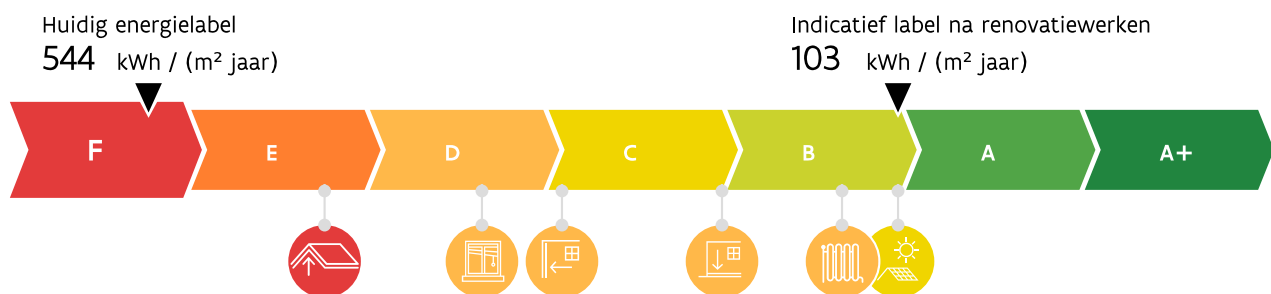 Huidig energielabel
544 kWh / (m² jaar)
Indicatief label na renovatiewerken
103 kWh / (m² jaar)
F E D C B A A+